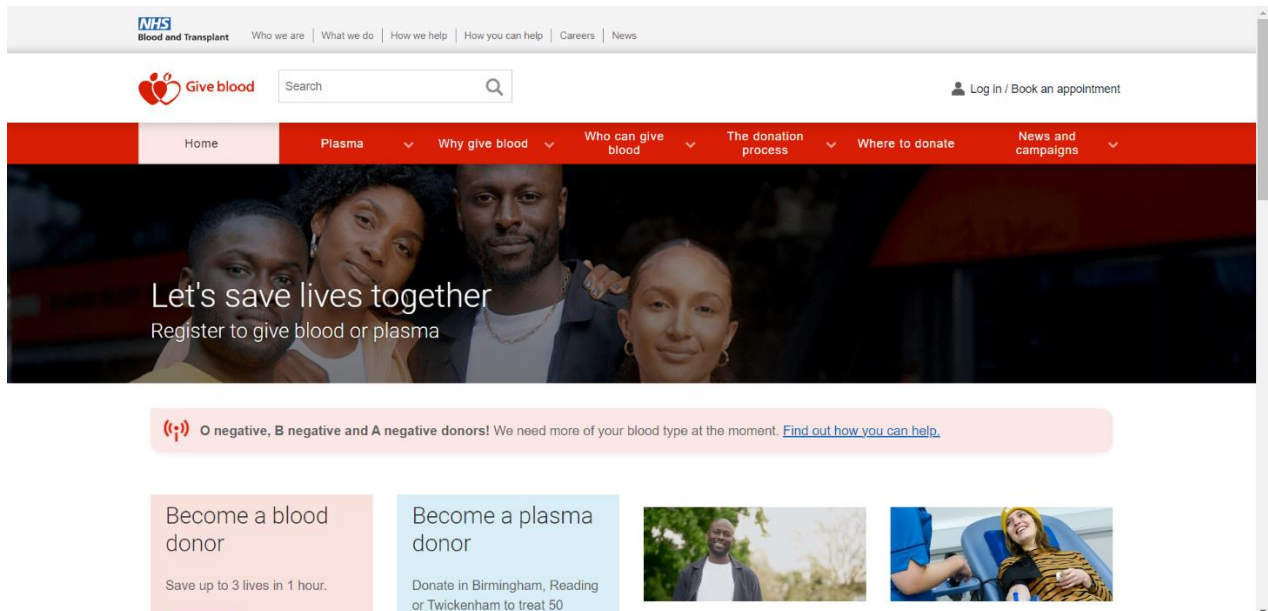 NHS
Blood and Transplant
Who we are | What we do | How we help | How you can help | Careers | News
Give blood
Search
Log in / Book an appointment
Home
Plasma
Why give blood
Who can give
blood
The donation
process
Where to donate
News and
campaigns
Let's save lives together
Register to give blood or plasma
O negative, B negative and A negative donors! We need more of your blood type at the moment. Find out how you can help.
Become a blood
donor
Save up to 3 lives in 1 hour.
Become a plasma
donor
Donate in Birmingham, Reading
or Twickenham to treat 50